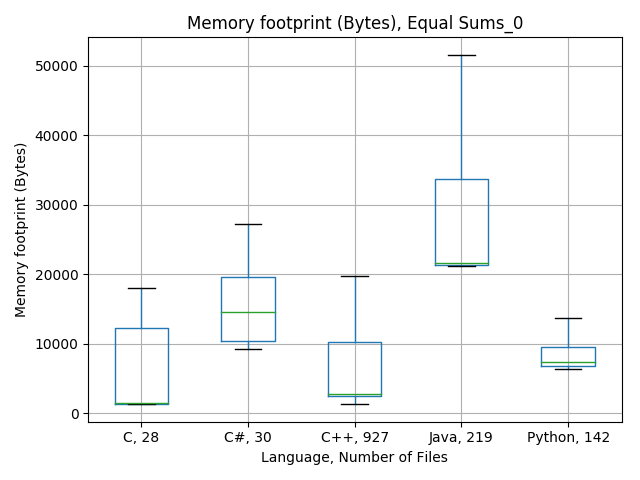 Memory footprint (Bytes), Equal Sums_0
Memory footprint (Bytes)
50000
40000
30000
20000
10000
0
C, 28
C#, 30
C++, 927
Java, 219
Python, 142
Language, Number of Files